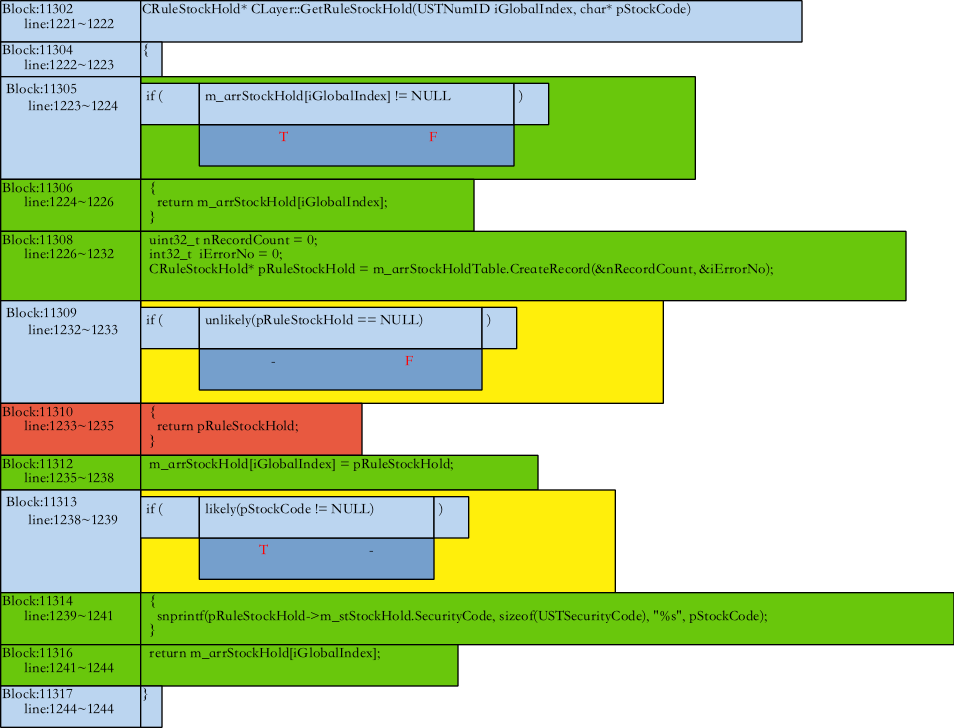 Block:11302 CRuleStockHold* CLayer::GetRuleStockHold(USTNumID iGlobalIndex, char* pStockCode)
line:1221~1222
Block:11304 {
line:1222~1223
Block:11305 if ( m_arrStockHold[iGlobalIndex] != NULL )
line:1223~1224
T F
Block:11306 {
line:1224~1226 return m_arrStockHold[iGlobalIndex];
}
Block:11308 uint32_t nRecordCount = 0;
line:1226~1232 int32_t iErrorNo = 0;
CRuleStockHold* pRuleStockHold = m_arrStockHoldTable.CreateRecord(&nRecordCount, &iErrorNo);
Block:11309 if ( unlikely(pRuleStockHold == NULL) )
line:1232~1233
- F
Block:11310 {
line:1233~1235 return pRuleStockHold;
}
Block:11312 m_arrStockHold[iGlobalIndex] = pRuleStockHold;
line:1235~1238
Block:11313 if ( likely(pStockCode != NULL) )
line:1238~1239
T -
Block:11314 {
line:1239~1241 snprintf(pRuleStockHold->m_stStockHold.SecurityCode, sizeof(USTSecurityCode), "%s", pStockCode);
}
Block:11316 return m_arrStockHold[iGlobalIndex];
line:1241~1244
Block:11317 }
line:1244~1244